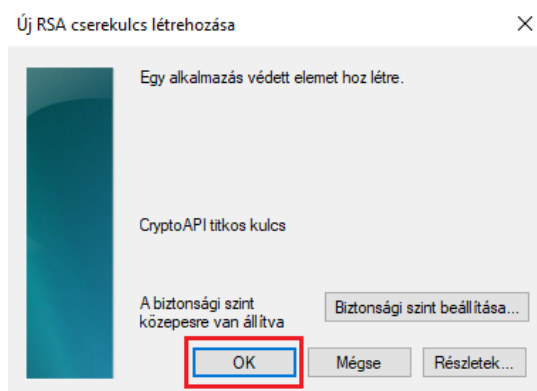 Új RSA cserekulcs létrehozása
Egy alkalmazás védett elemet hoz létre.
CryptoAPI titkos kulcs
A biztonsági szint
közepesre van állítva
Biztonsági szint beállítása...
OK
Mégse
Részletek...